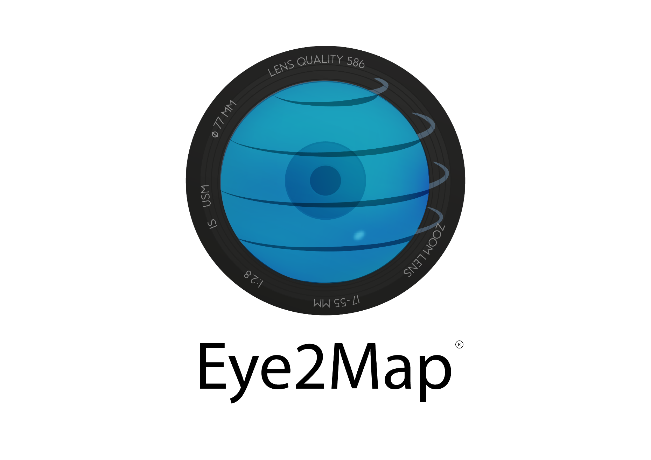 LENS QUALITY 586
ø 77 MM
IS USM
1:2.8
17-55 MM
ZOOM LENS
Eye2Map®